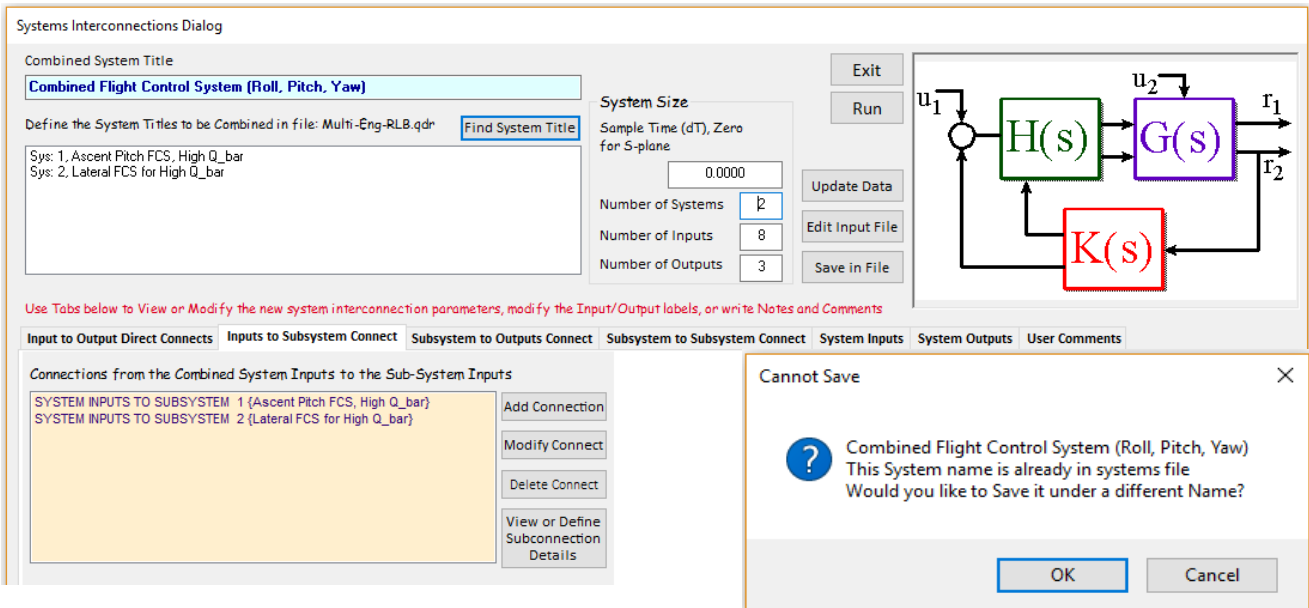 Systems Interconnections Dialog
Combined System Title
Combined Flight Control System (Roll, Pitch, Yaw)
Define the System Titles to be Combined in file: Multi-Eng-RLB.qdr
Find System Title
Sys: 1, Ascent Pitch FCS, High Q_bar
Sys: 2, Lateral FCS for High Q_bar
System Size
Sample Time (dT), Zero
for S-plane
0.0000
Number of Systems 2
Number of Inputs 8
Number of Outputs 3
Exit
Run
Update Data
Edit Input File
Save in File
u1
H(s)
u2
G(s)
r1
r2
K(s)
Use Tabs below to View or Modify the new system interconnection parameters, modify the Input/Output labels, or write Notes and Comments
Input to Output Direct Connects Inputs to Subsystem Connect Subsystem to Outputs Connect Subsystem to Subsystem Connect System Inputs System Outputs User Comments
Connections from the Combined System Inputs to the Sub-System Inputs
SYSTEM INPUTS TO SUBSYSTEM 1 {Ascent Pitch FCS, High Q_bar}
SYSTEM INPUTS TO SUBSYSTEM 2 {Lateral FCS for High Q_bar}
Add Connection
Modify Connect
Delete Connect
View or Define
Subconnection
Details
Cannot Save
?
Combined Flight Control System (Roll, Pitch, Yaw)
This System name is already in systems file
Would you like to Save it under a different Name?
OK
Cancel